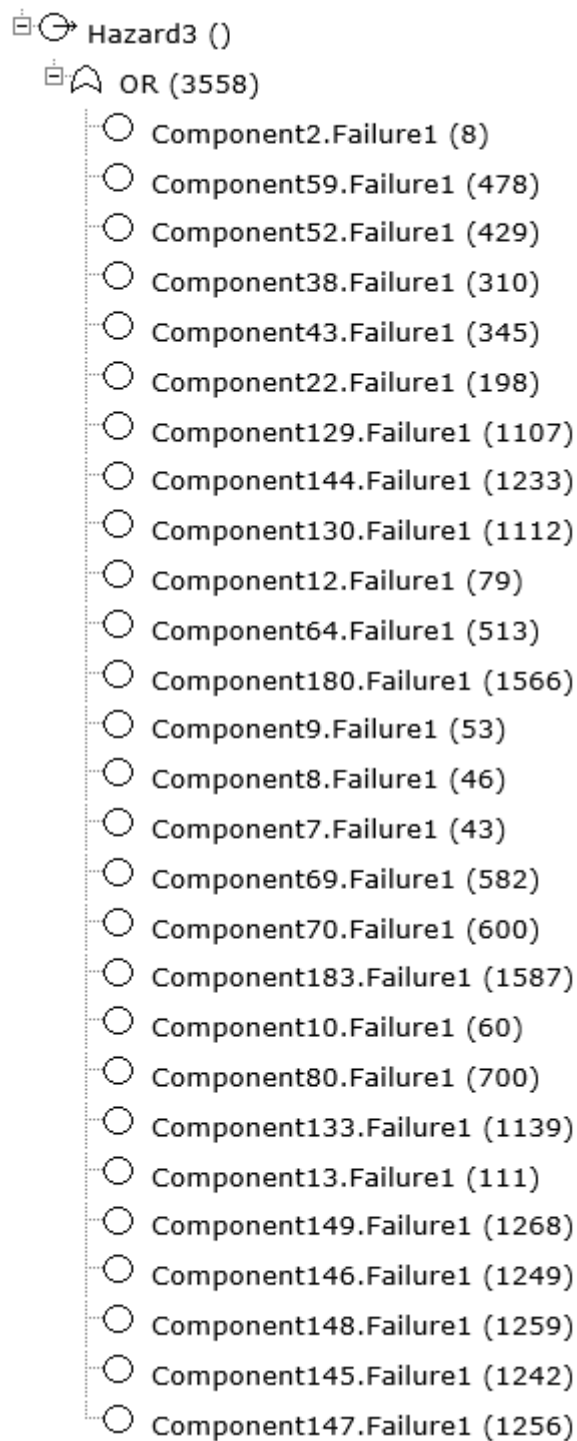 Hazard3 ()
OR (3558)
Component2.Failure1 (8)
Component59.Failure1 (478)
Component52.Failure1 (429)
Component38.Failure1 (310)
Component43.Failure1 (345)
Component22.Failure1 (198)
Component129.Failure1 (1107)
Component144.Failure1 (1233)
Component130.Failure1 (1112)
Component12.Failure1 (79)
Component64.Failure1 (513)
Component180.Failure1 (1566)
Component9.Failure1 (53)
Component8.Failure1 (46)
Component7.Failure1 (43)
Component69.Failure1 (582)
Component70.Failure1 (600)
Component183.Failure1 (1587)
Component10.Failure1 (60)
Component80.Failure1 (700)
Component133.Failure1 (1139)
Component13.Failure1 (111)
Component149.Failure1 (1268)
Component146.Failure1 (1249)
Component148.Failure1 (1259)
Component145.Failure1 (1242)
Component147.Failure1 (1256)